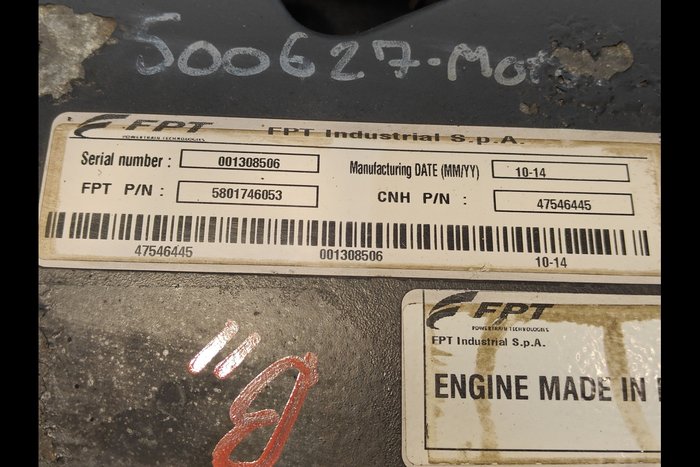 500627-Mot
FPT
POWERTRAIN TECHNOLOGIES
FPT Industrial S.p.A.
Serial number : 001308506
Manufacturing DATE (MM/YY) 10-14
FPT P/N : 5801746053
CNH P/N : 47546445
47546445 001308506 10-14
FPT
POWERTRAIN TECHNOLOGIES
FPT Industrial S.p.A.
ENGINE MADE IN